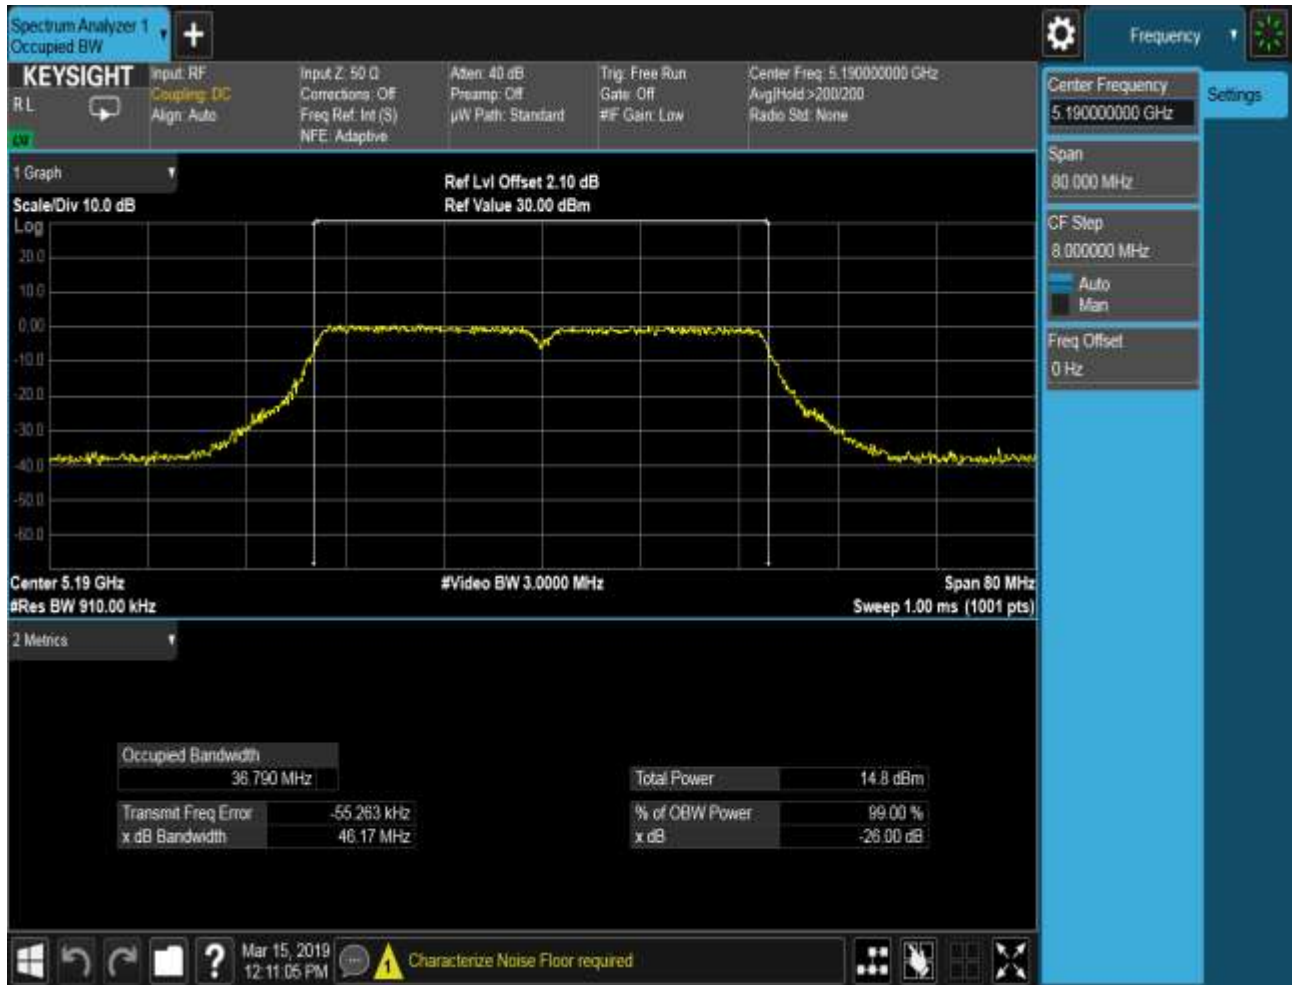 Spectrum Analyzer 1
Occupied BW
Frequency
KEYSIGHT
R L
Input: RF
Coupling: DC
Align: Auto
Input Z: 50 Ω
Corrections: Off
Freq Ref: Int (S)
NFE: Adaptive
Atten: 40 dB
Preamp: Off
µW Path: Standard
Trig: Free Run
Gate: Off
#IF Gain: Low
Center Freq: 5.190000000 GHz
Avg|Hold:>200/200
Radio Std: None
Center Frequency
5.190000000 GHz
Settings
Span
80.000 MHz
CF Step
8.000000 MHz
Auto
Man
Freq Offset
0 Hz
1 Graph
Scale/Div 10.0 dB
Ref Lvl Offset 2.10 dB
Ref Value 30.00 dBm
Log
20.0
10.0
0.00
-10.0
-20.0
-30.0
-40.0
-50.0
-60.0
Center 5.19 GHz
#Res BW 910.00 kHz
#Video BW 3.0000 MHz
Span 80 MHz
Sweep 1.00 ms (1001 pts)
2 Metrics
Occupied Bandwidth
36.790 MHz
Transmit Freq Error -55.263 kHz
x dB Bandwidth 46.17 MHz
Total Power 14.8 dBm
% of OBW Power 99.00 %
x dB -26.00 dB
Mar 15, 2019
12:11:05 PM
?
1
Characterize Noise Floor required